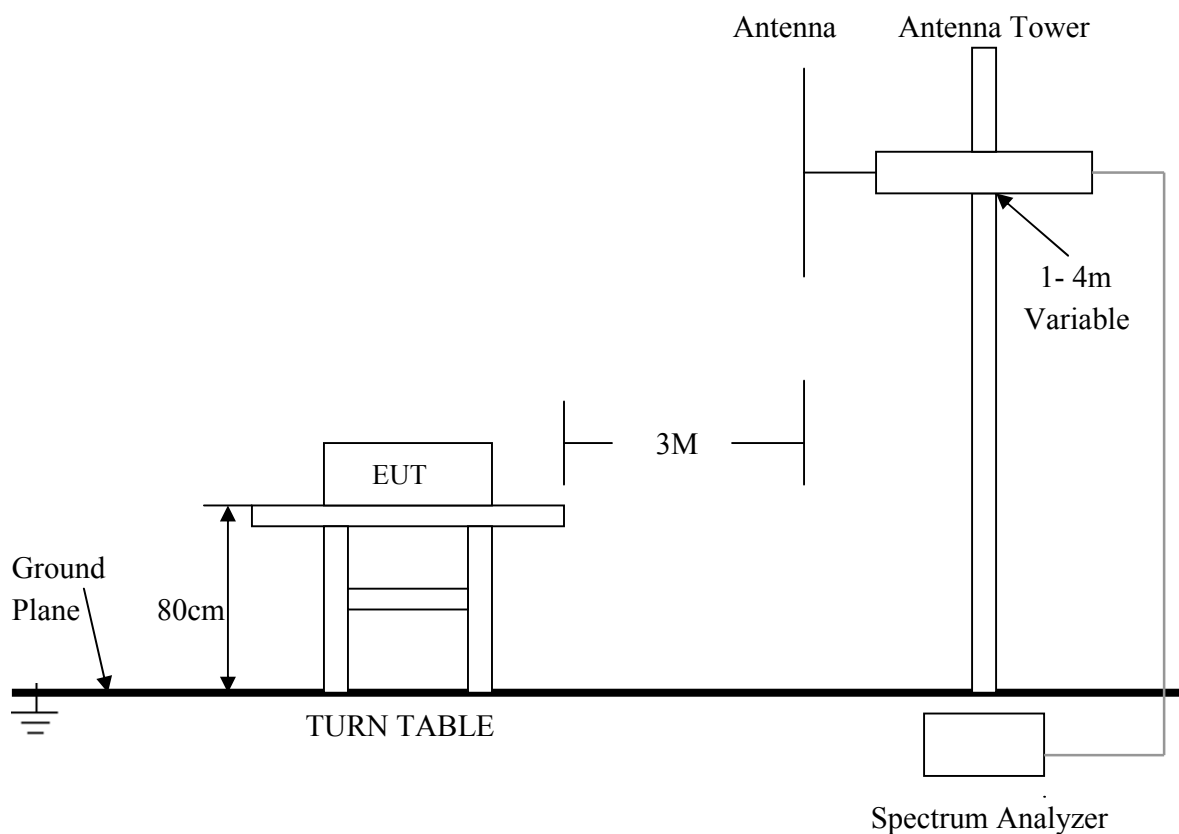 Antenna
Antenna Tower
1- 4m
Variable
3M
EUT
Ground
Plane
80cm
TURN TABLE
Spectrum Analyzer